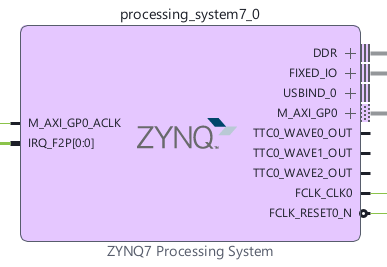 processing_system7_0
DDR
FIXED_IO
USBIND_0
M_AXI_GP0
M_AXI_GP0_ACLK
TTC0_WAVE0_OUT
IRQ_F2P[0:0]
ZYNQ
TTC0_WAVE1_OUT
TTC0_WAVE2_OUT
FCLK_CLK0
FCLK_RESET0_N
ZYNQ7 Processing System